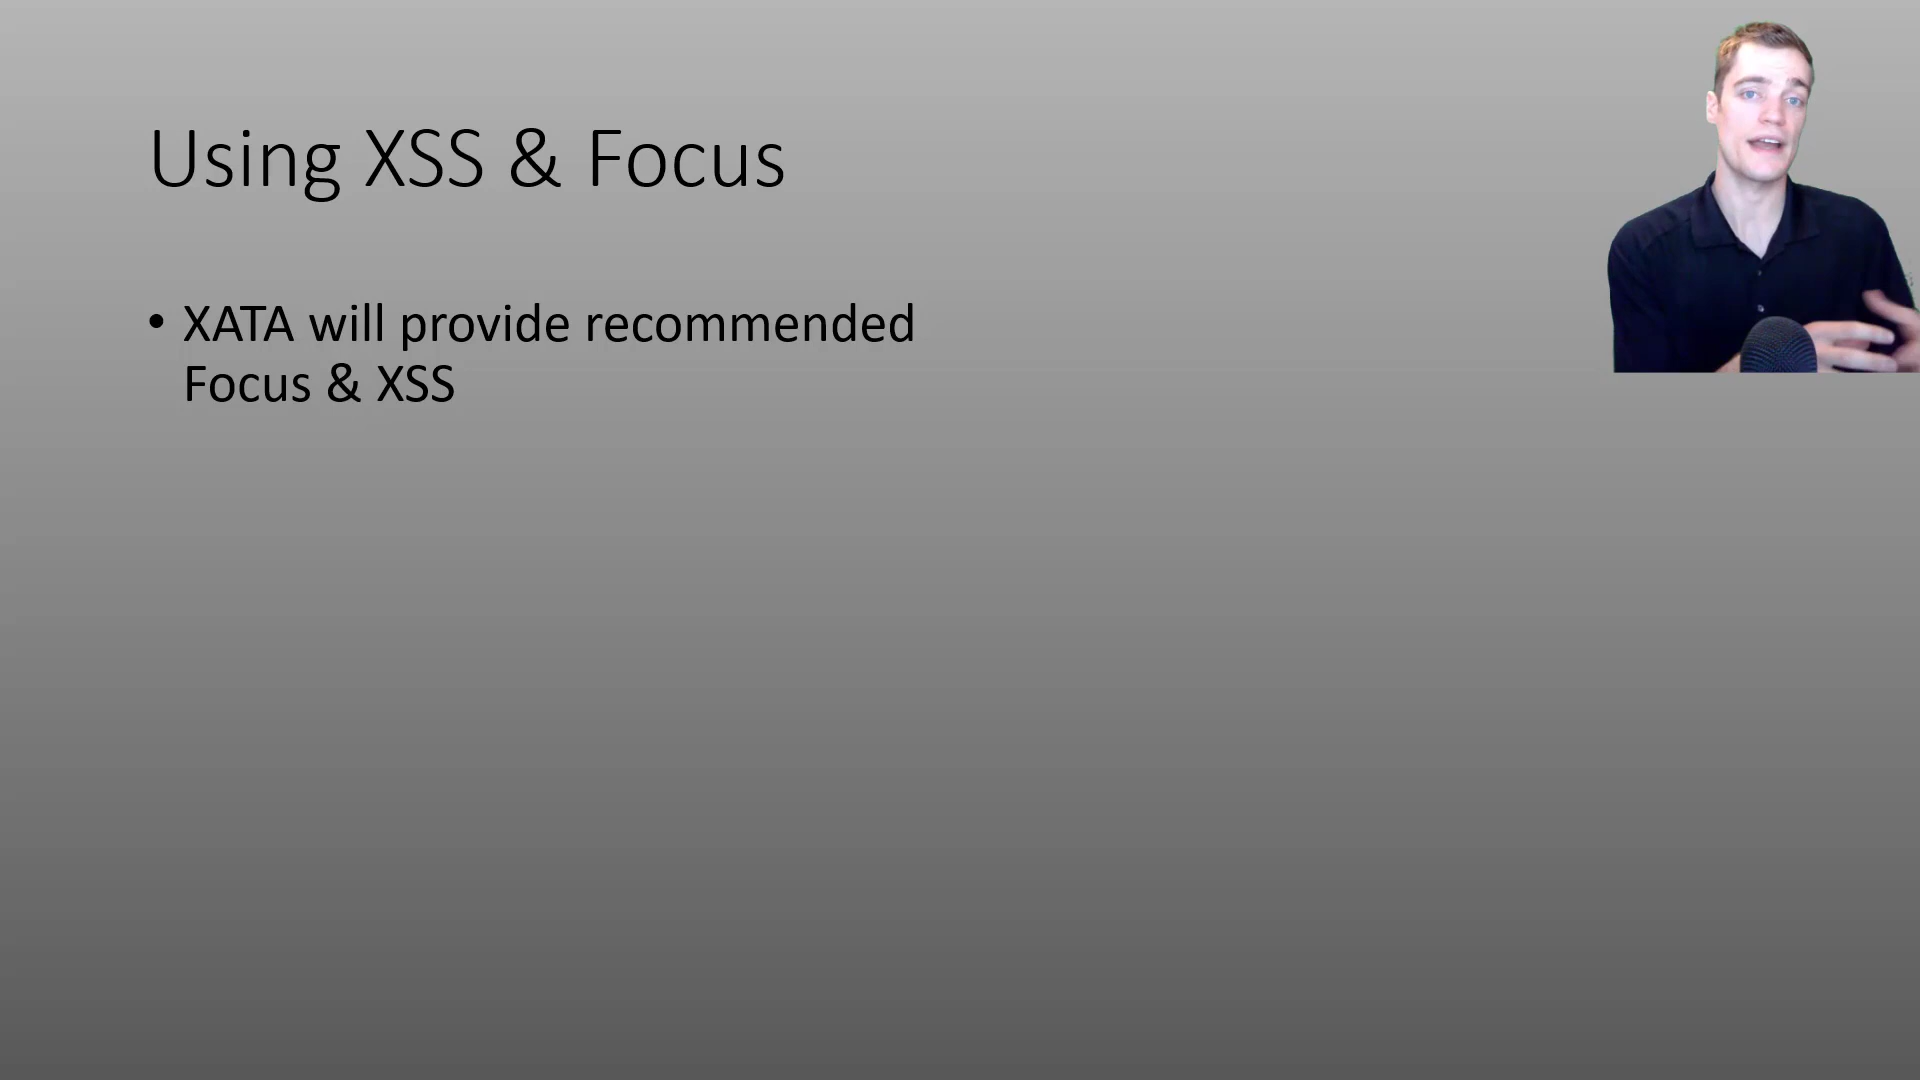 Using XSS & Focus
• XATA will provide recommended
Focus & XSS